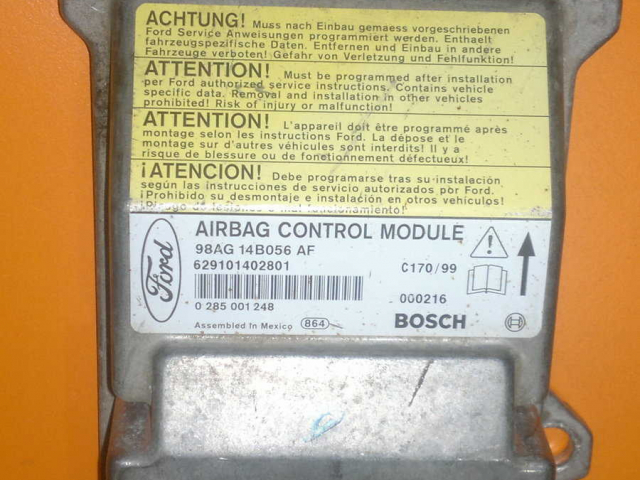 ACHTUNG! Muss nach Einbau gemaess vorgeschriebenen
Ford Service Anweisungen programmiert werden. Enthaelt
fahrzeugspezifische Daten. Entfernen und Einbau in andere
Fahrzeuge verboten! Gefahr von Verletzung und Fehlfunktion!
ATTENTION! Must be programmed after installation
per Ford authorized service instructions. Contains vehicle
specific data. Removal and installation in other vehicles
prohibited! Risk of injury or malfunction!
ATTENTION! L'appareil doit être programmé après
montage selon les instructions Ford. La dépose et le
montage sur d'autres véhicules sont interdits! Il y a
risque de blessure ou de fonctionnement défectueux!
¡ATENCION! Debe programarse tras su instalación
según las instrucciones de servicio autorizados por Ford.
¡Prohibido su desmontaje e instalación en otros vehículos!
¡Riesgo de lesiones o mal funcionamiento!
Ford
AIRBAG CONTROL MODULE
98AG 14B056 AF
629101402801
C170/99
000216
0 285 001 248
Assembled in Mexico
864
BOSCH